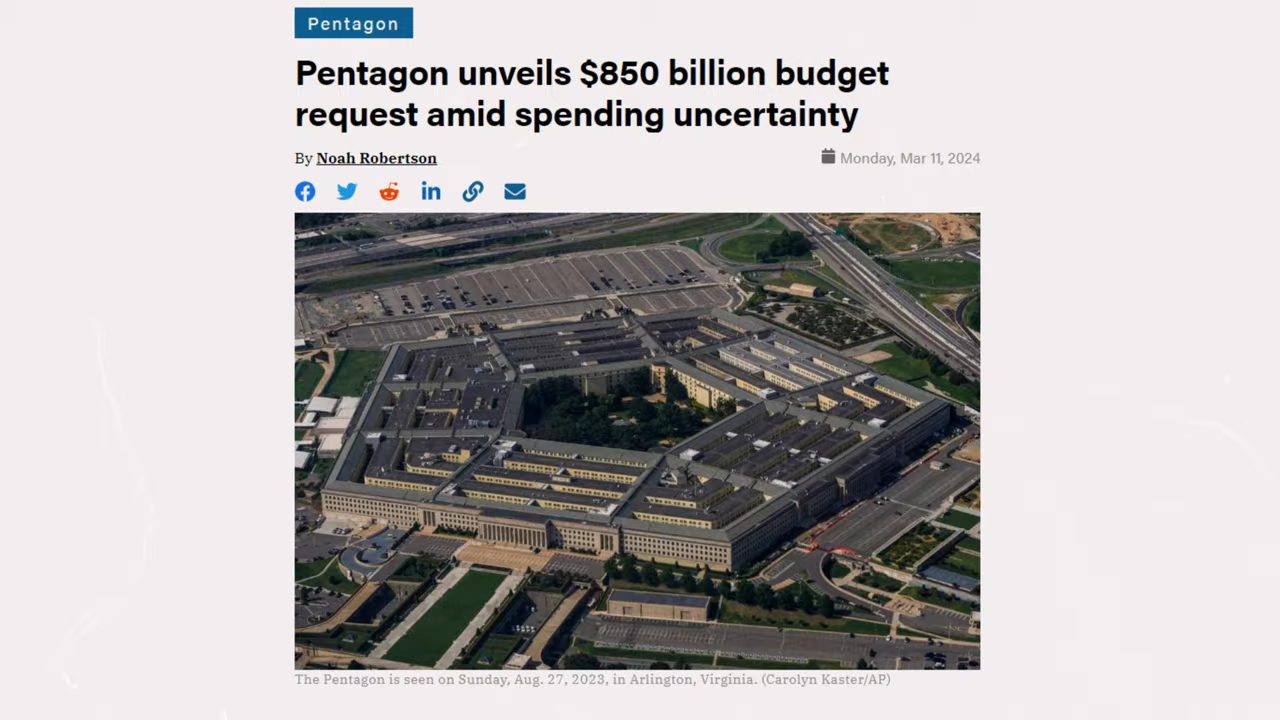 Pentagon
Pentagon unveils $850 billion budget
request amid spending uncertainty
By Noah Robertson
Monday, Mar 11, 2024
The Pentagon is seen on Sunday, Aug. 27, 2023, in Arlington, Virginia. (Carolyn Kaster/AP)